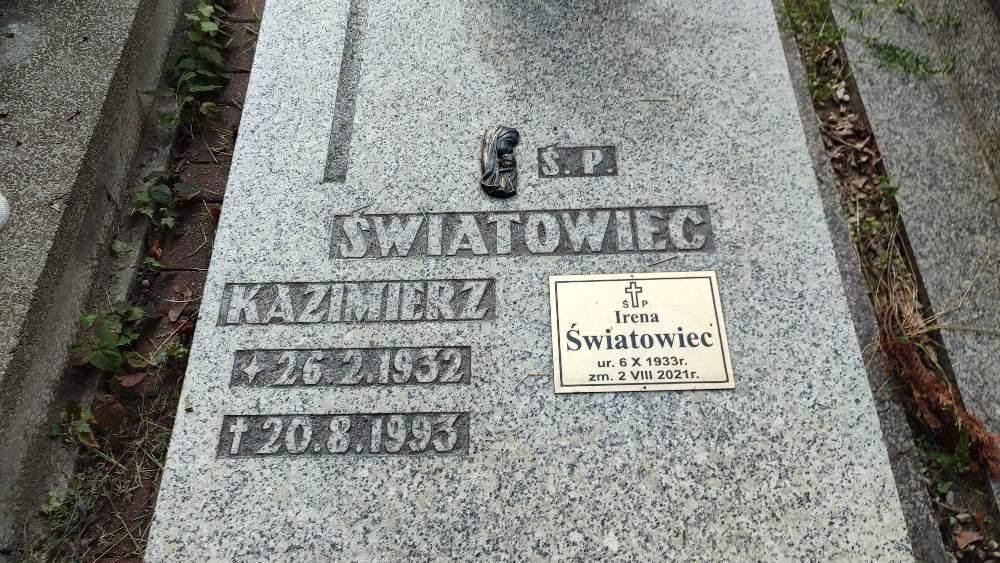 Ś. P.
ŚWIATOWIEC
KAZIMIERZ
26.2.1932
20.8.1993
Ś P
Irena
Światowiec
ur. 6 X 1933r.
zm. 2 VIII 2021r.